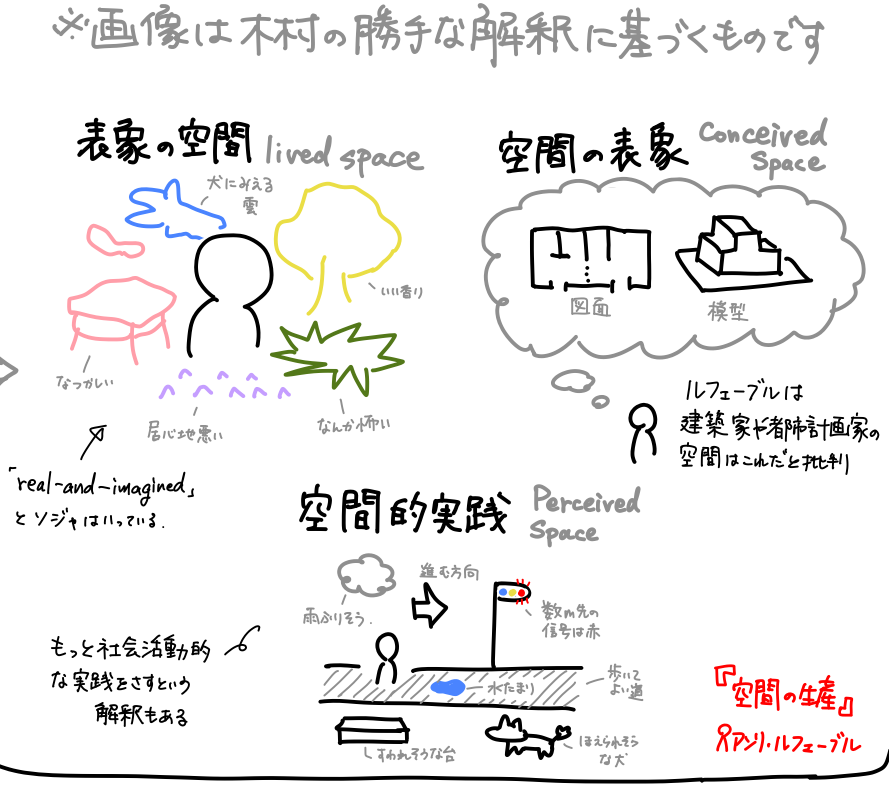 ※画像は木村の勝手な解釈に基づくものです
表象の空間 lived space
犬にみえる
雲
いい香り
なつかしい
居心地悪い
なんか怖い
「real-and-imagined」
とソジャはいっている.
空間の表象 Conceived
Space
図面
模型
ルフェーブルは
建築家や都市計画家の
空間はこれだと批判
空間的実践 Perceived
Space
雨ふりそう.
進む方向
数m先の
信号は赤
もっと社会活動的
な実践をさすという
解釈もある
水たまり
歩いて
よい道
すわれそうな台
ほえられそう
な犬
『空間の生産』
アンリ・ルフェーブル